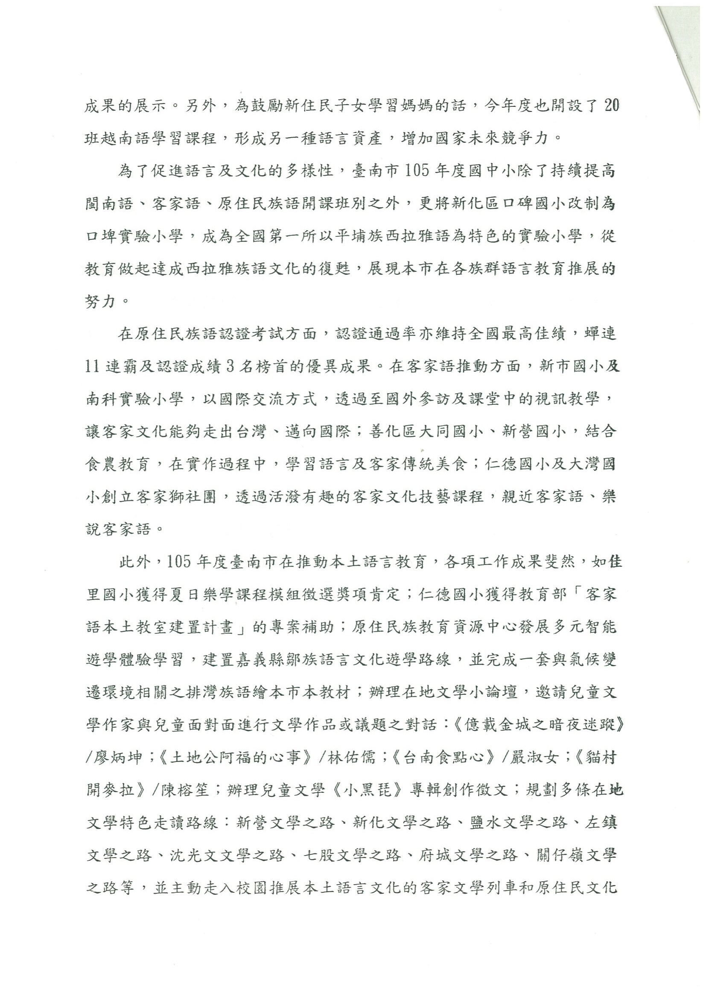 成果的展示。另外，為鼓勵新住民子女學習媽媽的話，今年度也開設了 20
班越南語學習課程，形成另一種語言資產，增加國家未來競爭力。
為了促進語言及文化的多樣性，臺南市 105 年度國中小除了持續提高
閩南語、客家語、原住民族語開課班別之外，更將新化區口碑國小改制為
口埤實驗小學，成為全國第一所以平埔族西拉雅語為特色的實驗小學，從
教育做起達成西拉雅族語文化的復甦，展現本市在各族群語言教育推展的
努力。
在原住民族語認證考試方面，認證通過率亦維持全國最高佳績，蟬連
11 連霸及認證成績 3 名榜首的優異成果。在客家語推動方面，新市國小及
南科實驗小學，以國際交流方式，透過至國外參訪及課堂中的視訊教學，
讓客家文化能夠走出台灣、邁向國際；善化區大同國小、新營國小，結合
食農教育，在實作過程中，學習語言及客家傳統美食；仁德國小及大灣國
小創立客家獅社團，透過活潑有趣的客家文化技藝課程，親近客家語、樂
說客家語。
此外，105 年度臺南市在推動本土語言教育，各項工作成果斐然，如佳
里國小獲得夏日樂學課程模組徵選獎項肯定；仁德國小獲得教育部「客家
語本土教室建置計畫」的專案補助；原住民族教育資源中心發展多元智能
遊學體驗學習，建置嘉義縣鄒族語言文化遊學路線，並完成一套與氣候變
遷環境相關之排灣族語繪本市本教材；辦理在地文學小論壇，邀請兒童文
學作家與兒童面對面進行文學作品或議題之對話：《億載金城之暗夜迷蹤》
/廖炳坤；《土地公阿福的心事》/林佑儒；《台南食點心》/嚴淑女；《貓村
開麥拉》/陳榕笙；辦理兒童文學《小黑琵》專輯創作徵文；規劃多條在地
文學特色走讀路線：新營文學之路、新化文學之路、鹽水文學之路、左鎮
文學之路、沈光文文學之路、七股文學之路、府城文學之路、關仔嶺文學
之路等，並主動走入校園推展本土語言文化的客家文學列車和原住民文化